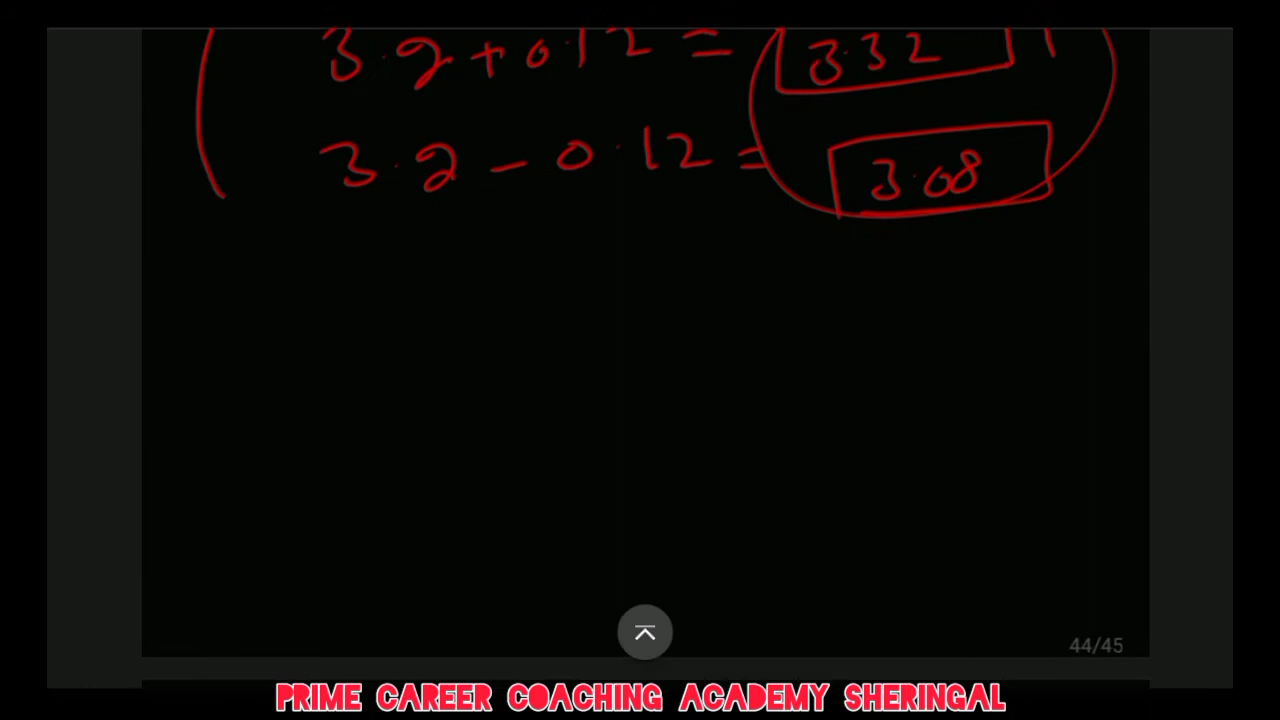 3.2 + 0.12 = 3.32
3.2 - 0.12 = 3.08
44/45
PRIME CAREER COACHING ACADEMY SHERINGAL